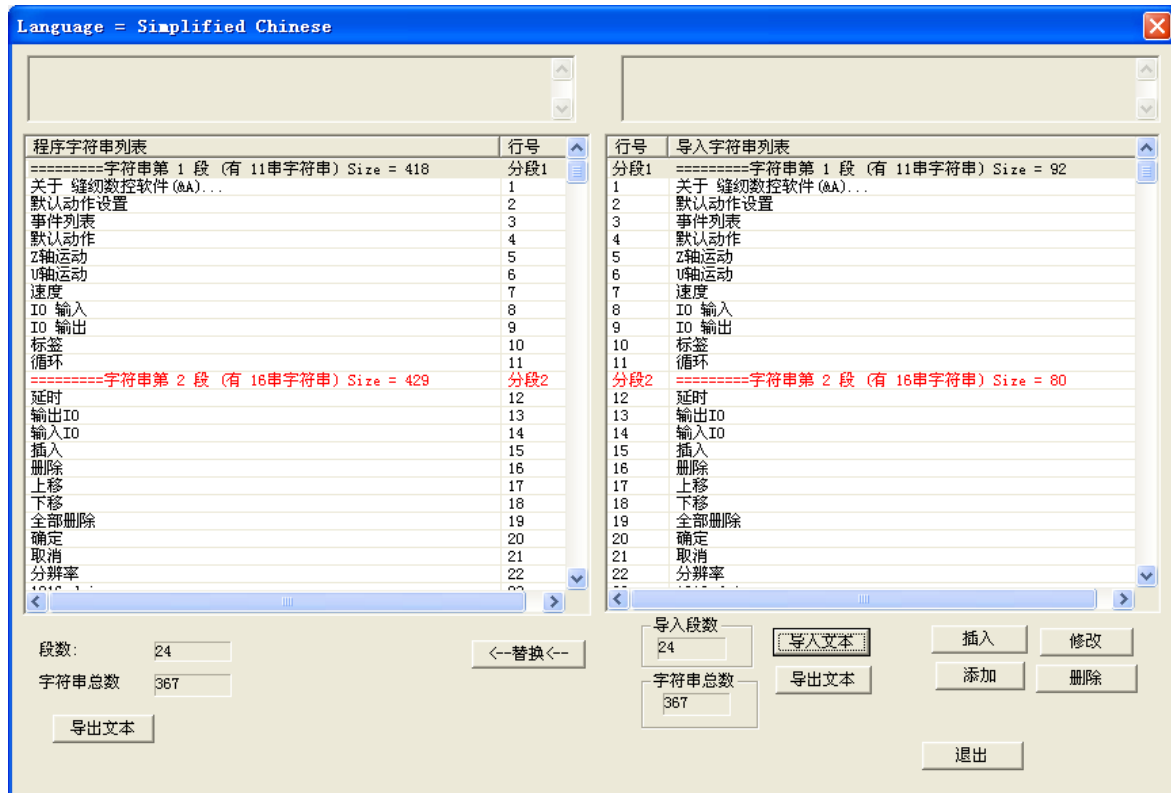 Language = Simplified Chinese
程序字符串列表 行号
=========字符串第 1 段 (有 11串字符串) Size = 418 分段1
关于 缝纫数控软件(&A)... 1
默认动作设置 2
事件列表 3
默认动作 4
Z轴运动 5
U轴运动 6
速度 7
IO 输入 8
IO 输出 9
标签 10
循环 11
=========字符串第 2 段 (有 16串字符串) Size = 429 分段2
延时 12
输出IO 13
输入IO 14
插入 15
删除 16
上移 17
下移 18
全部删除 19
确定 20
取消 21
分辨率 22
行号 导入字符串列表
分段1 =========字符串第 1 段 (有 11串字符串) Size = 92
1 关于 缝纫数控软件(&A)...
2 默认动作设置
3 事件列表
4 默认动作
5 Z轴运动
6 U轴运动
7 速度
8 IO 输入
9 IO 输出
10 标签
11 循环
分段2 =========字符串第 2 段 (有 16串字符串) Size = 80
12 延时
13 输出IO
14 输入IO
15 插入
16 删除
17 上移
18 下移
19 全部删除
20 确定
21 取消
22 分辨率
段数: 24
字符串总数 367
导出文本
<--替换<--
导入段数
24
字符串总数
367
导入文本
导出文本
插入 修改
添加 删除
退出